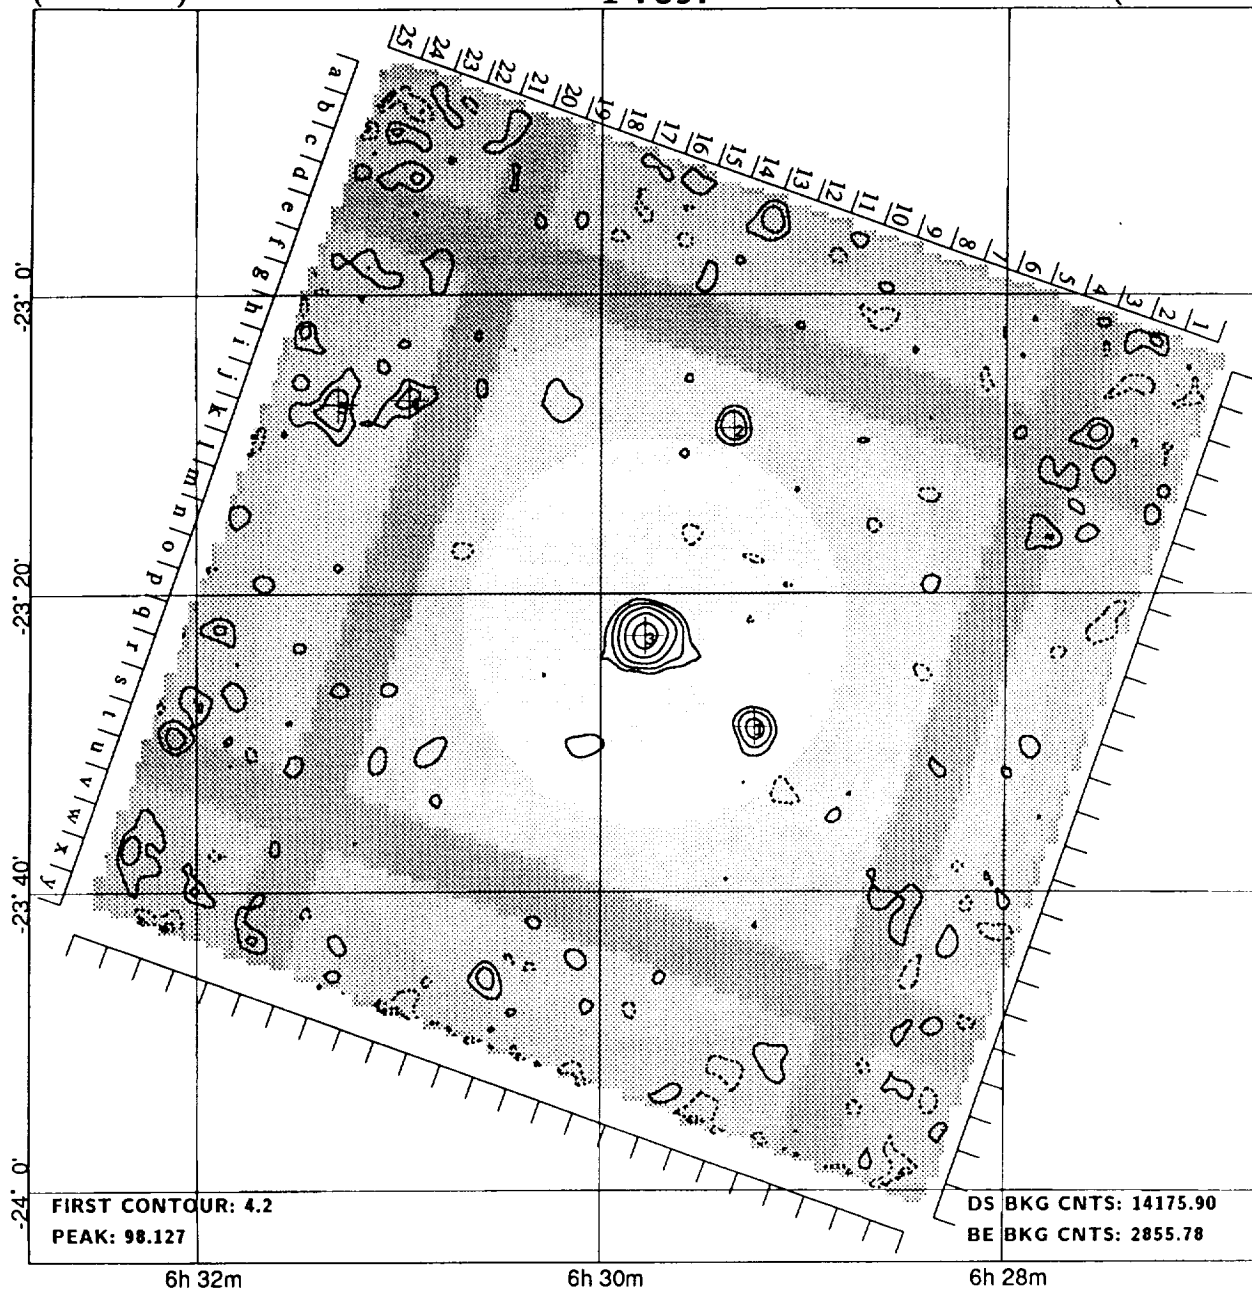 25 24 23 22 21 20 19 18 17 16 15 14 13 12 11 10 9 8 7 6 5 4 3 2 1
a b c d e f g h i j k l m n o p q r s t u v w x y
-23° 0'
2
3
-23° 20'
-23° 40'
-24° 0'
FIRST CONTOUR: 4.2
PEAK: 98.127
DS BKG CNTS: 14175.90
BE BKG CNTS: 2855.78
6h 32m
6h 30m
6h 28m